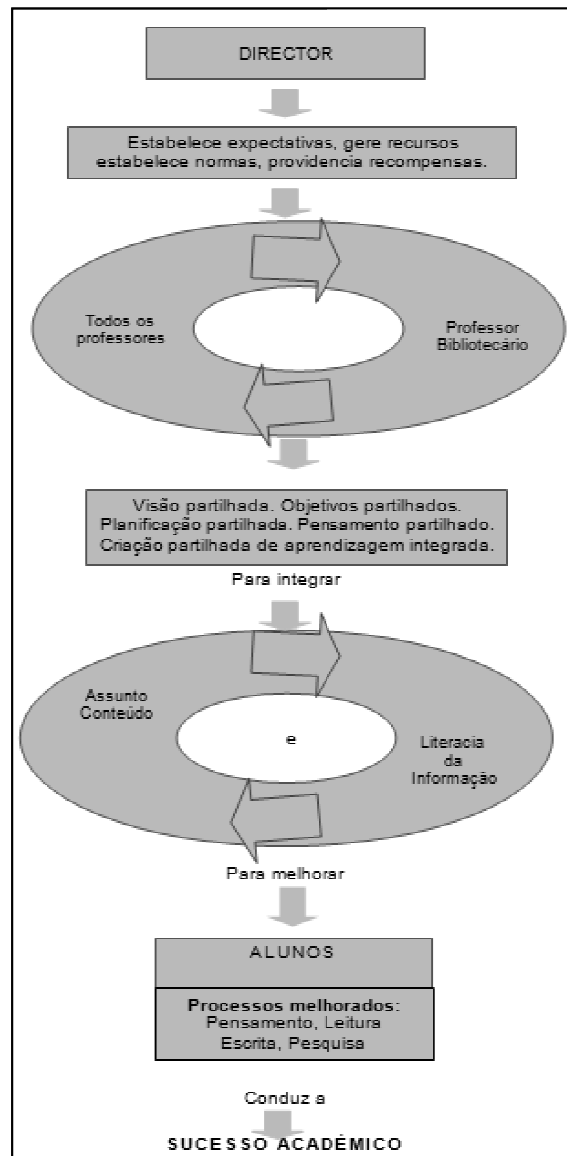 DIRECTOR
Estabelece expectativas, gere recursos
estabelece normas, providencia recompensas.
Todos os
professores
Professor
Bibliotecário
Visão partilhada. Objetivos partilhados.
Planificação partilhada. Pensamento partilhado.
Criação partilhada de aprendizagem integrada.
Para integrar
Assunto
Conteúdo
e
Literacia
da
Informação
Para melhorar
ALUNOS
Processos melhorados:
Pensamento, Leitura
Escrita, Pesquisa
Conduz a
SUCESSO ACADÉMICO